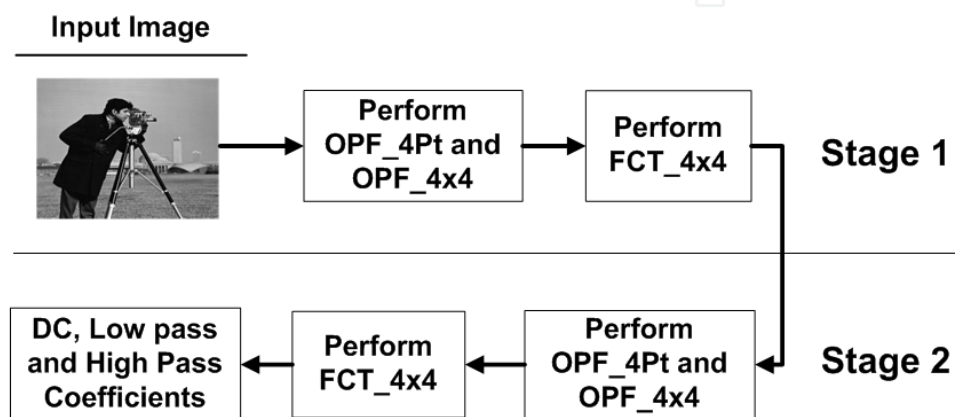 Input Image
Perform
OPF_4Pt and
OPF_4x4
Perform
FCT_4x4
Stage 1
DC, Low pass
and High Pass
Coefficients
Perform
FCT_4x4
Perform
OPF_4Pt and
OPF_4x4
Stage 2